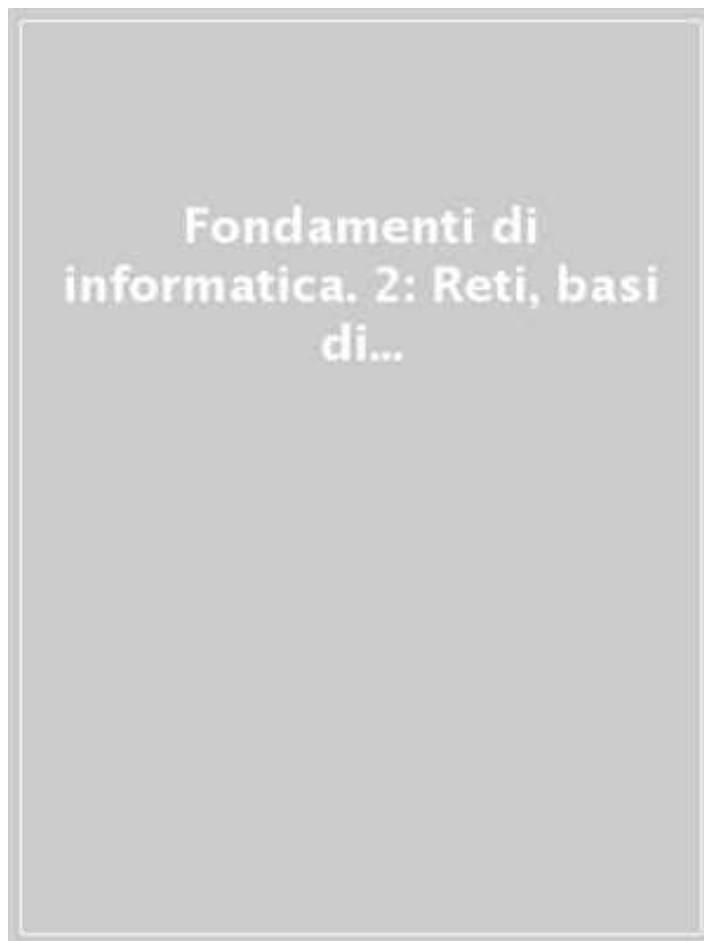 Fondamenti di
informatica. 2: Reti, basi
di...